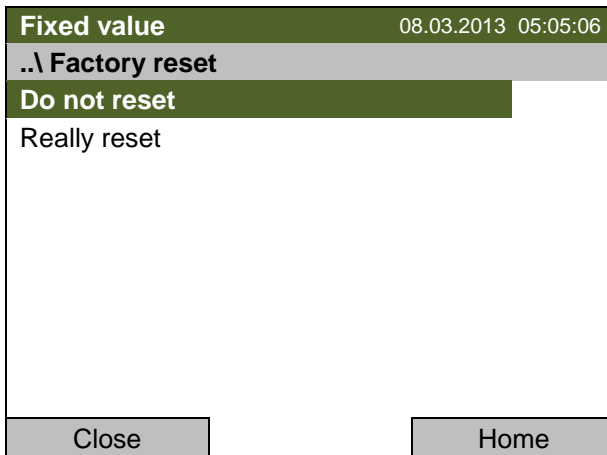 Fixed value 08.03.2013 05:05:06
..\ Factory reset
Do not reset
Really reset
Close Home